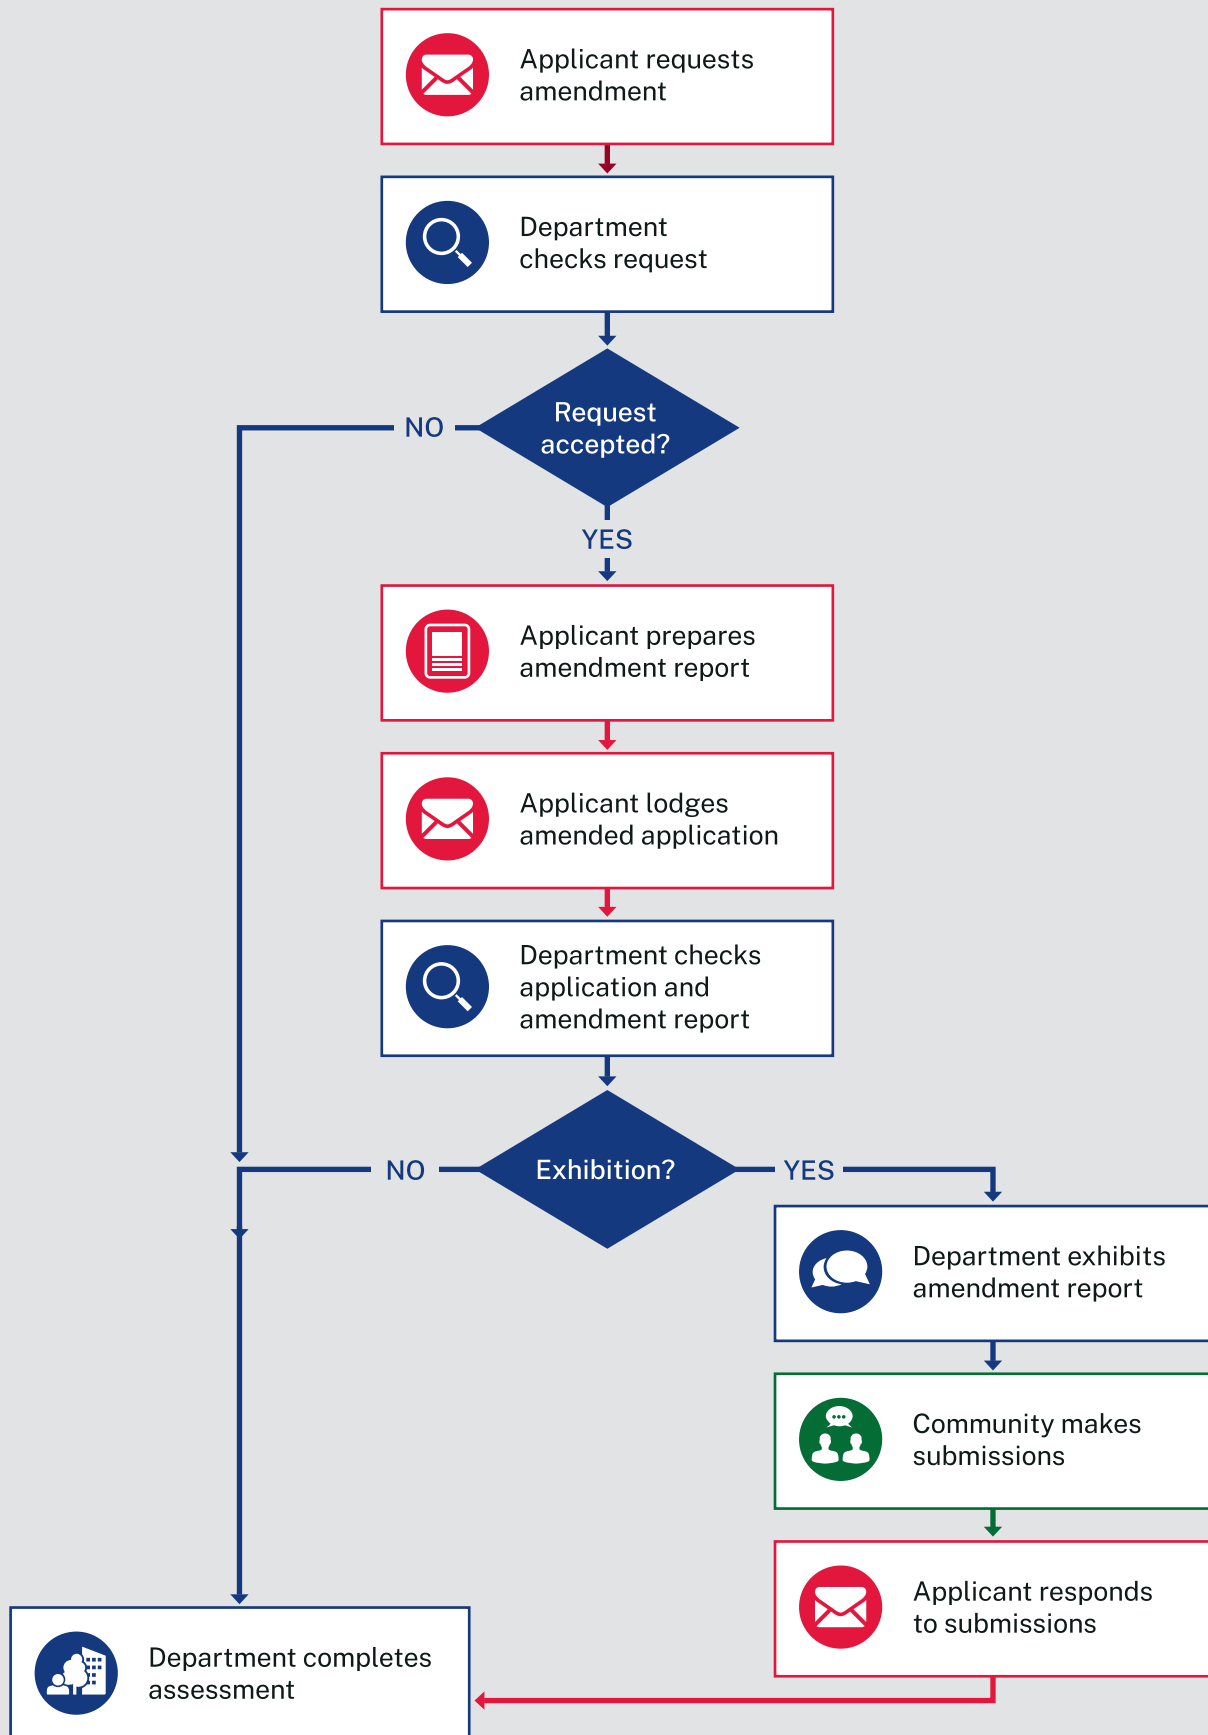 Applicant requests
amendment
Department
checks request
Request
accepted?
NO
YES
Applicant prepares
amendment report
Applicant lodges
amended application
Department checks
application and
amendment report
Exhibition?
NO
YES
Department exhibits
amendment report
Community makes
submissions
Applicant responds
to submissions
Department completes
assessment